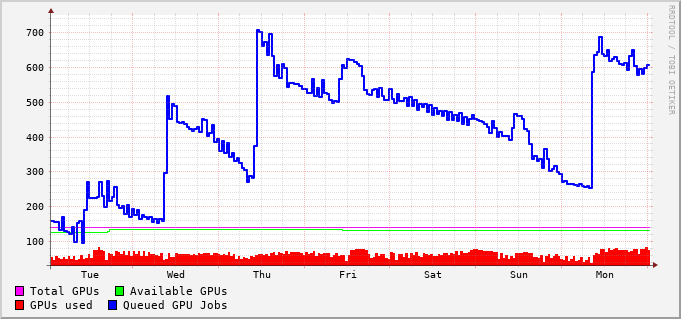 RRDTOOL / TOBI OETIKER
700
600
500
400
300
200
100
Tue Wed Thu Fri Sat Sun Mon
Total GPUs Available GPUs
GPUs used Queued GPU Jobs